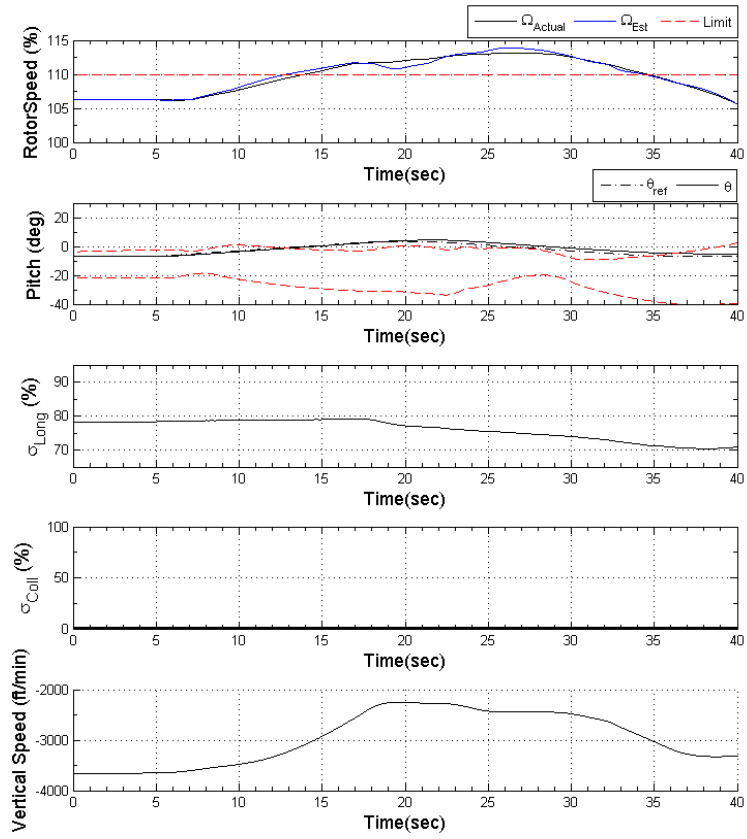 Ω_Actual Ω_Est Limit
115
110
105
100
RotorSpeed (%)
0 5 10 15 20 25 30 35 40
Time(sec)
θ_ref θ
20
0
-20
-40
Pitch (deg)
0 5 10 15 20 25 30 35 40
Time(sec)
90
80
70
σ_Long (%)
0 5 10 15 20 25 30 35 40
Time(sec)
100
50
0
σ_Coll (%)
0 5 10 15 20 25 30 35 40
Time(sec)
-2000
-3000
-4000
Vertical Speed (ft/min)
0 5 10 15 20 25 30 35 40
Time(sec)